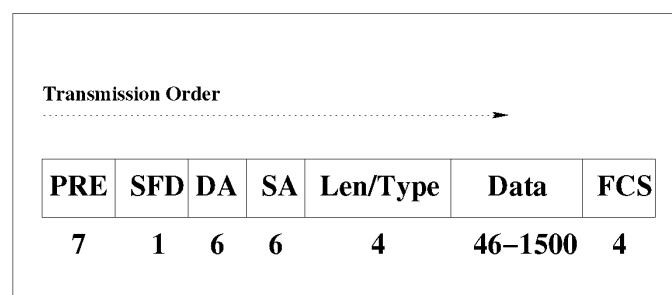 Transmission Order
PRE SFD DA SA Len/Type Data FCS
7 1 6 6 4 46-1500 4